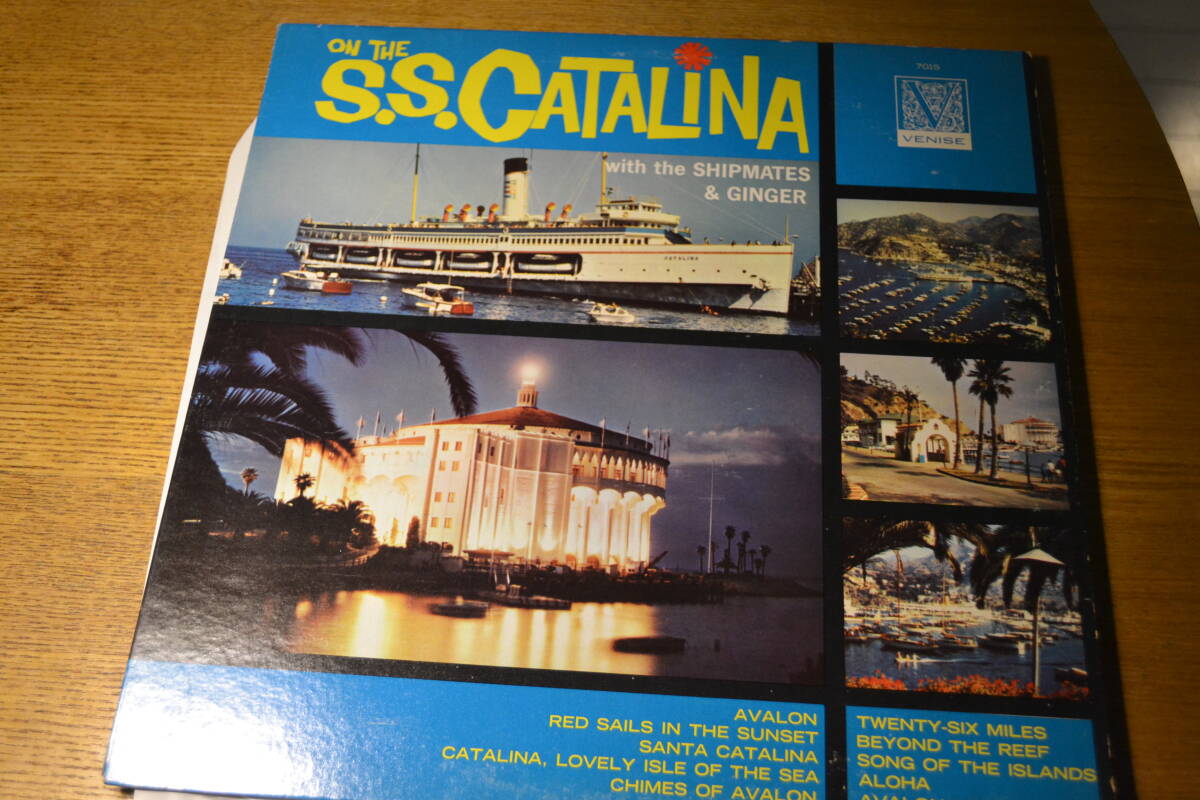 ON THE
S.S. CATALINA
with the SHIPMATES
& GINGER
7015
V
VENISE
CATALINA
AVALON
RED SAILS IN THE SUNSET
SANTA CATALINA
CATALINA, LOVELY ISLE OF THE SEA
CHIMES OF AVALON
TWENTY-SIX MILES
BEYOND THE REEF
SONG OF THE ISLANDS
ALOHA
AVALON